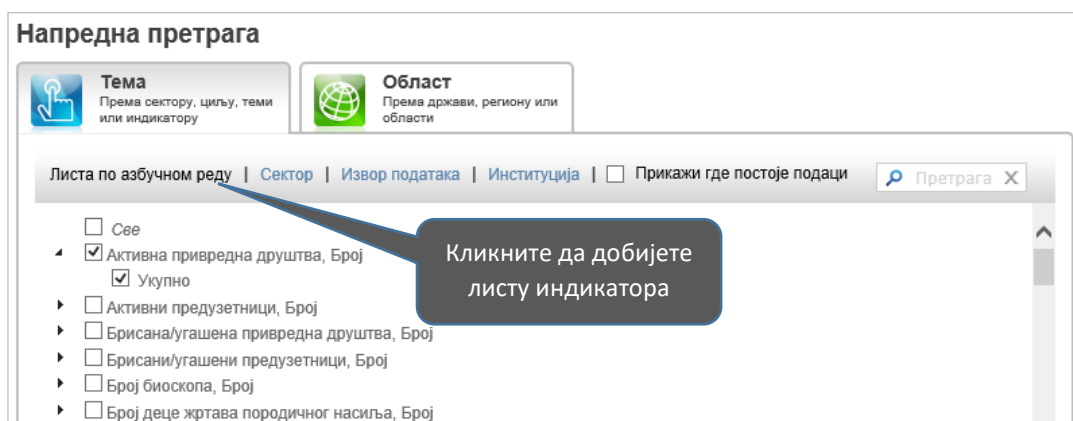 Напредна претрага
Тема
Према сектору, циљу, теми
или индикатору
Област
Према држави, региону или
области
Листа по азбучном реду | Сектор | Извор података | Институција | Прикажи где постоје подаци
Претрага X
Све
Активна привредна друштва, Број
Укупно
Кликните да добијете
листу индикатора
Активни предузетници, Број
Брисана/угашена привредна друштва, Број
Брисани/угашени предузетници, Број
Број биоскопа, Број
Број деце жртава породичног насиља, Број